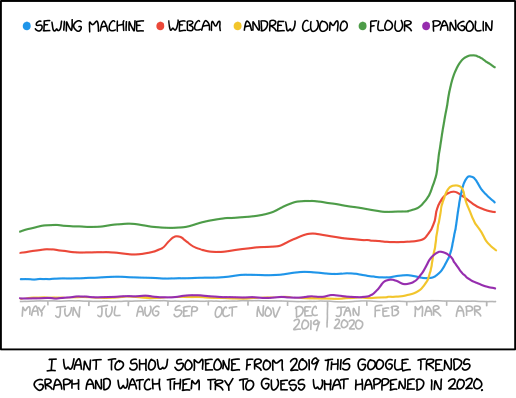 SEWING MACHINE WEBCAM ANDREW CUOMO FLOUR PANGOLIN
MAY JUN JUL AUG SEP OCT NOV DEC JAN FEB MAR APR
2019 2020
I WANT TO SHOW SOMEONE FROM 2019 THIS GOOGLE TRENDS
GRAPH AND WATCH THEM TRY TO GUESS WHAT HAPPENED IN 2020.